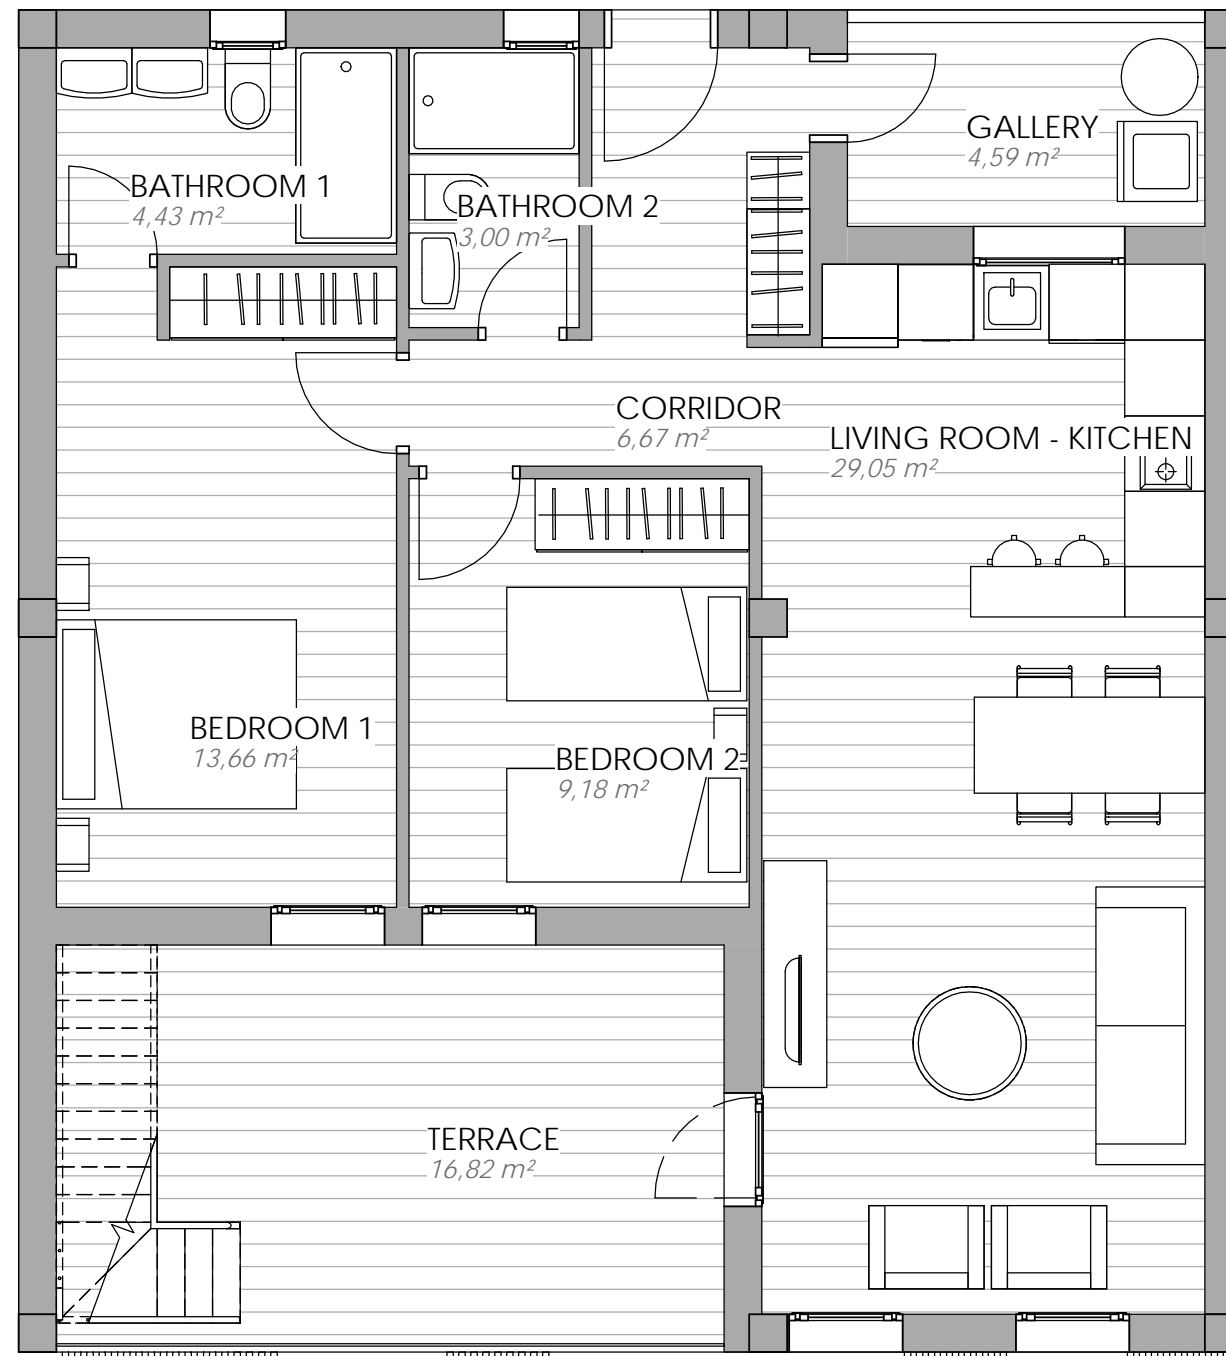 GALLERY
4,59 m²
BATHROOM 1
4,43 m²
BATHROOM 2
3,00 m²
CORRIDOR
6,67 m²
LIVING ROOM - KITCHEN
29,05 m²
BEDROOM 1
13,66 m²
BEDROOM 2
9,18 m²
TERRACE
16,82 m²